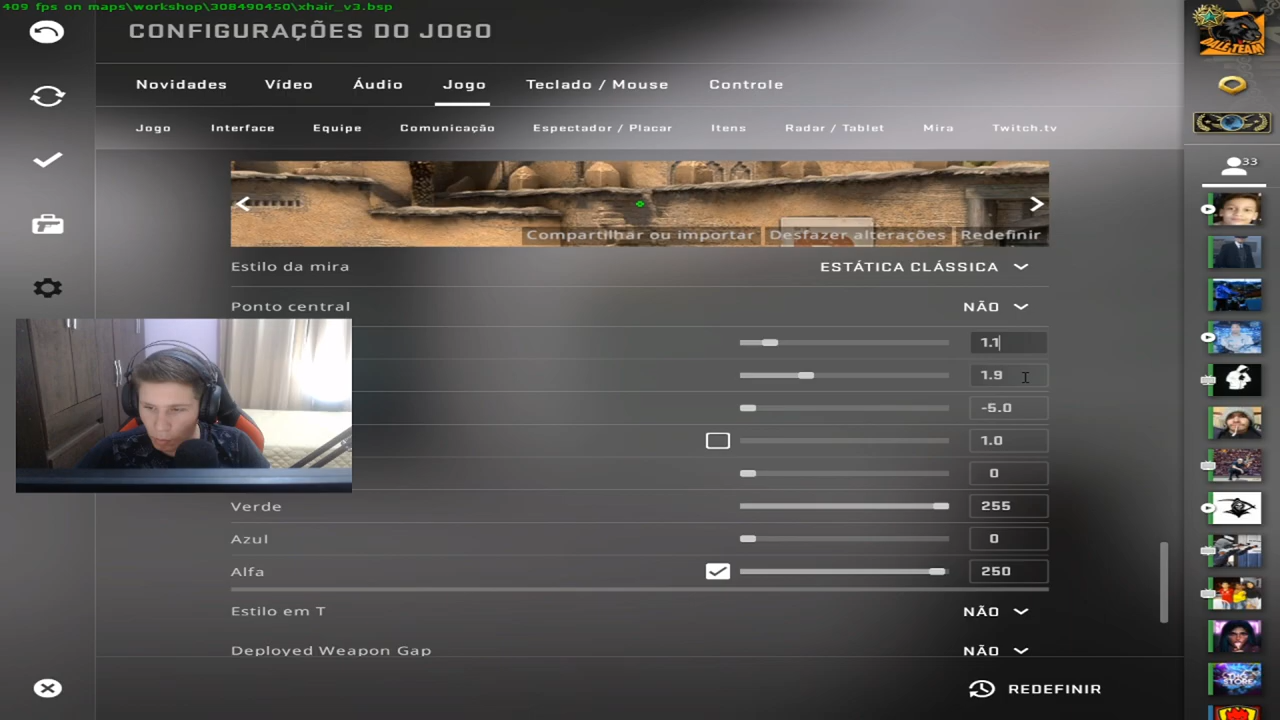 409 fps on maps\workshop\308490450\xhair_v3.bsp
CONFIGURAÇÕES DO JOGO
Novidades Vídeo Áudio Jogo Teclado / Mouse Controle
Jogo Interface Equipe Comunicação Espectador / Placar Itens Radar / Tablet Mira Twitch.tv
33
Compartilhar ou importar Desfazer alterações Redefinir
Estilo da mira ESTÁTICA CLÁSSICA
Ponto central NÃO
1.1
1.9
-5.0
1.0
0
Verde 255
Azul 0
Alfa 250
Estilo em T NÃO
Deployed Weapon Gap NÃO
REDEFINIR